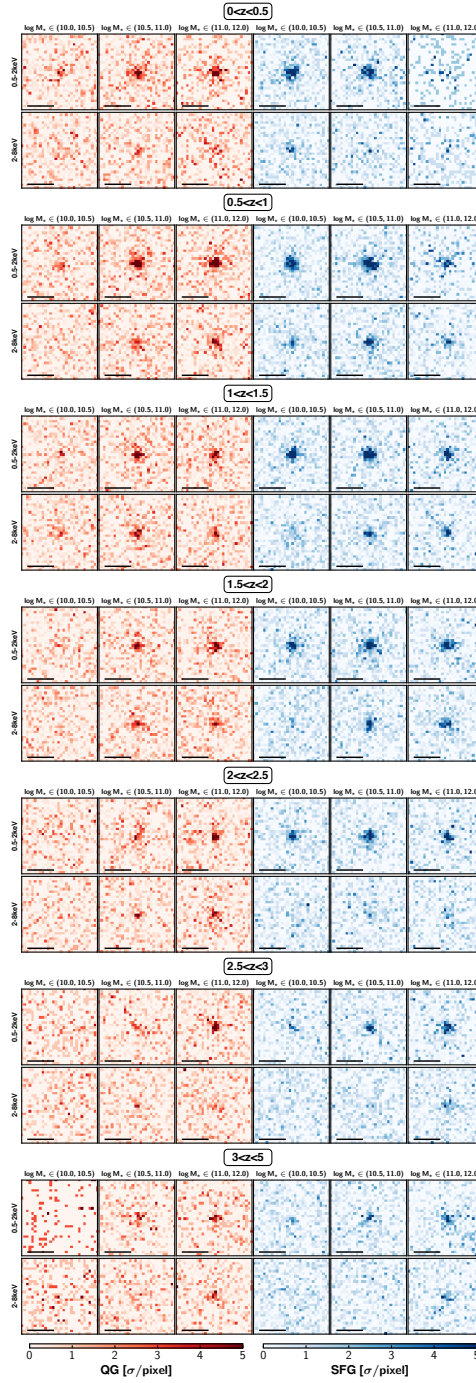 0<z<0.5
log M* ∈ (10.0, 10.5) log M* ∈ (10.5, 11.0) log M* ∈ (11.0, 12.0) log M* ∈ (10.0, 10.5) log M* ∈ (10.5, 11.0) log M* ∈ (11.0, 12.0)
0.5-2keV
2-8keV
0.5<z<1
log M* ∈ (10.0, 10.5) log M* ∈ (10.5, 11.0) log M* ∈ (11.0, 12.0) log M* ∈ (10.0, 10.5) log M* ∈ (10.5, 11.0) log M* ∈ (11.0, 12.0)
0.5-2keV
2-8keV
1<z<1.5
log M* ∈ (10.0, 10.5) log M* ∈ (10.5, 11.0) log M* ∈ (11.0, 12.0) log M* ∈ (10.0, 10.5) log M* ∈ (10.5, 11.0) log M* ∈ (11.0, 12.0)
0.5-2keV
2-8keV
1.5<z<2
log M* ∈ (10.0, 10.5) log M* ∈ (10.5, 11.0) log M* ∈ (11.0, 12.0) log M* ∈ (10.0, 10.5) log M* ∈ (10.5, 11.0) log M* ∈ (11.0, 12.0)
0.5-2keV
2-8keV
2<z<2.5
log M* ∈ (10.0, 10.5) log M* ∈ (10.5, 11.0) log M* ∈ (11.0, 12.0) log M* ∈ (10.0, 10.5) log M* ∈ (10.5, 11.0) log M* ∈ (11.0, 12.0)
0.5-2keV
2-8keV
2.5<z<3
log M* ∈ (10.0, 10.5) log M* ∈ (10.5, 11.0) log M* ∈ (11.0, 12.0) log M* ∈ (10.0, 10.5) log M* ∈ (10.5, 11.0) log M* ∈ (11.0, 12.0)
0.5-2keV
2-8keV
3<z<5
log M* ∈ (10.0, 10.5) log M* ∈ (10.5, 11.0) log M* ∈ (11.0, 12.0) log M* ∈ (10.0, 10.5) log M* ∈ (10.5, 11.0) log M* ∈ (11.0, 12.0)
0.5-2keV
2-8keV
0 1 2 3 4 5 0 1 2 3 4 5
QG [σ/pixel] SFG [σ/pixel]